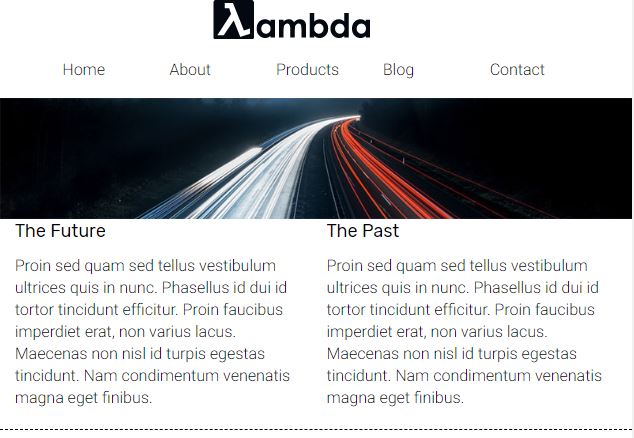 λambda
Home About Products Blog Contact
The Future
Proin sed quam sed tellus vestibulum
ultrices quis in nunc. Phasellus id dui id
tortor tincidunt efficitur. Proin faucibus
imperdiet erat, non varius lacus.
Maecenas non nisl id turpis egestas
tincidunt. Nam condimentum venenatis
magna eget finibus.
The Past
Proin sed quam sed tellus vestibulum
ultrices quis in nunc. Phasellus id dui id
tortor tincidunt efficitur. Proin faucibus
imperdiet erat, non varius lacus.
Maecenas non nisl id turpis egestas
tincidunt. Nam condimentum venenatis
magna eget finibus.